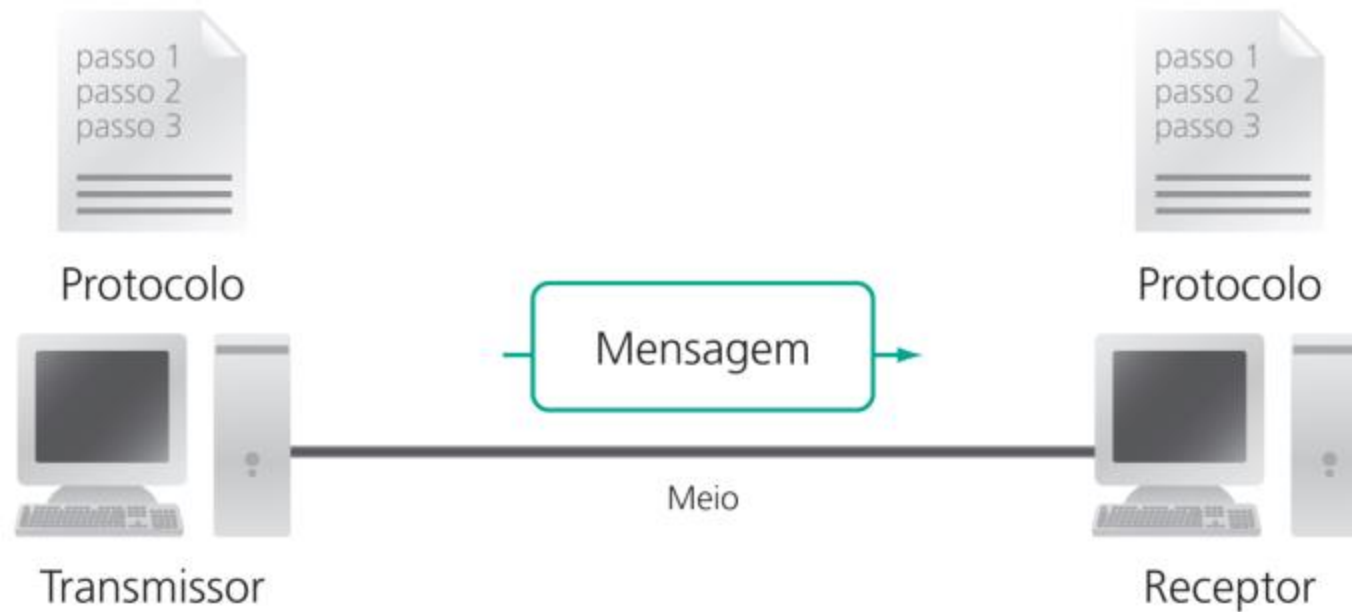 passo 1
passo 2
passo 3
Protocolo
Transmissor
Mensagem
Meio
passo 1
passo 2
passo 3
Protocolo
Receptor